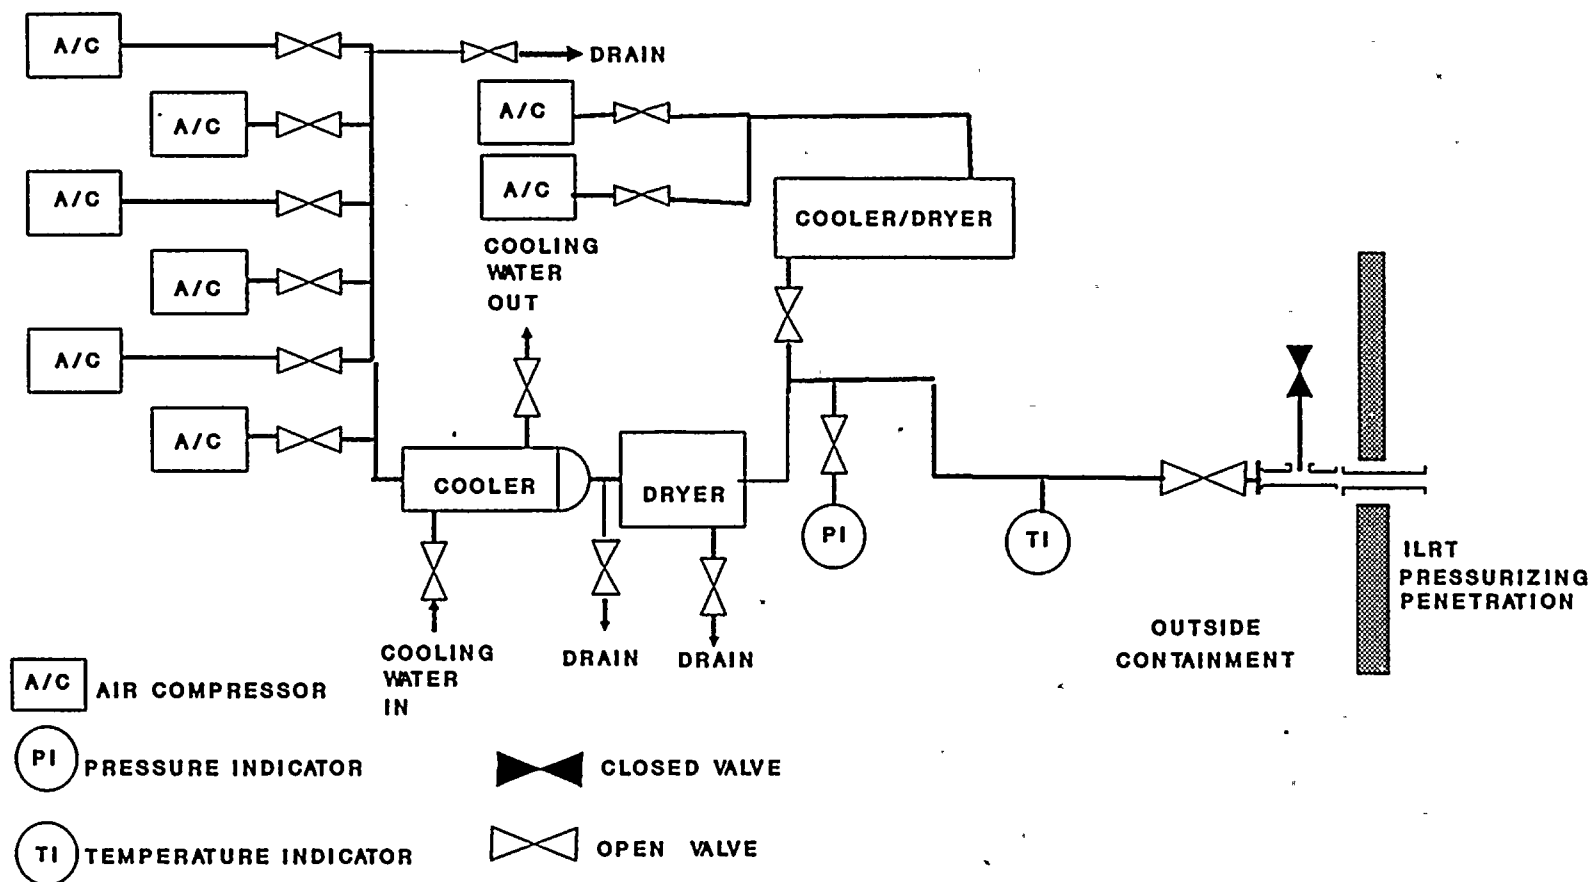 A/C
DRAIN
A/C
A/C
A/C
A/C
A/C
COOLER/DRYER
COOLING
WATER
OUT
A/C
A/C
A/C
COOLER
DRYER
PI
TI
ILRT
PRESSURIZING
PENETRATION
OUTSIDE
CONTAINMENT
COOLING
WATER
IN
DRAIN
DRAIN
A/C AIR COMPRESSOR
PI PRESSURE INDICATOR
CLOSED VALVE
TI TEMPERATURE INDICATOR
OPEN VALVE